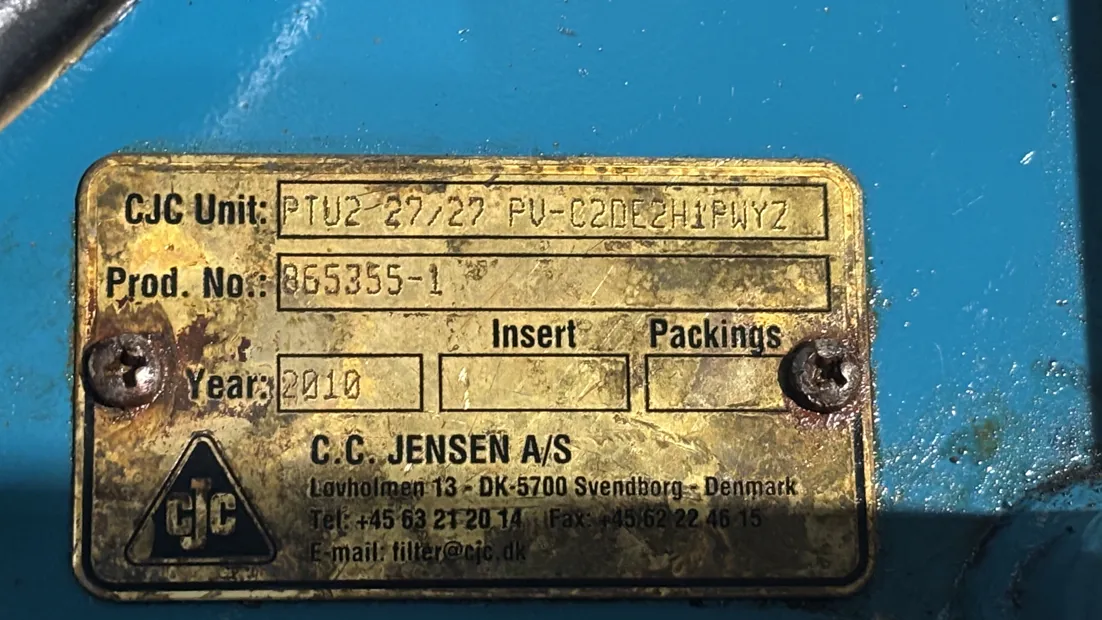 CJC Unit: PTU2 27/27 PV-C2DE2H1PWYZ
Prod. No.: 865355-1
Insert Packings
Year: 2010
C.C. JENSEN A/S
Løvholmen 13 - DK-5700 Svendborg - Denmark
Tel: +45 63 21 20 14 Fax: +45 62 22 46 15
E-mail: filter@cjc.dk
CJC